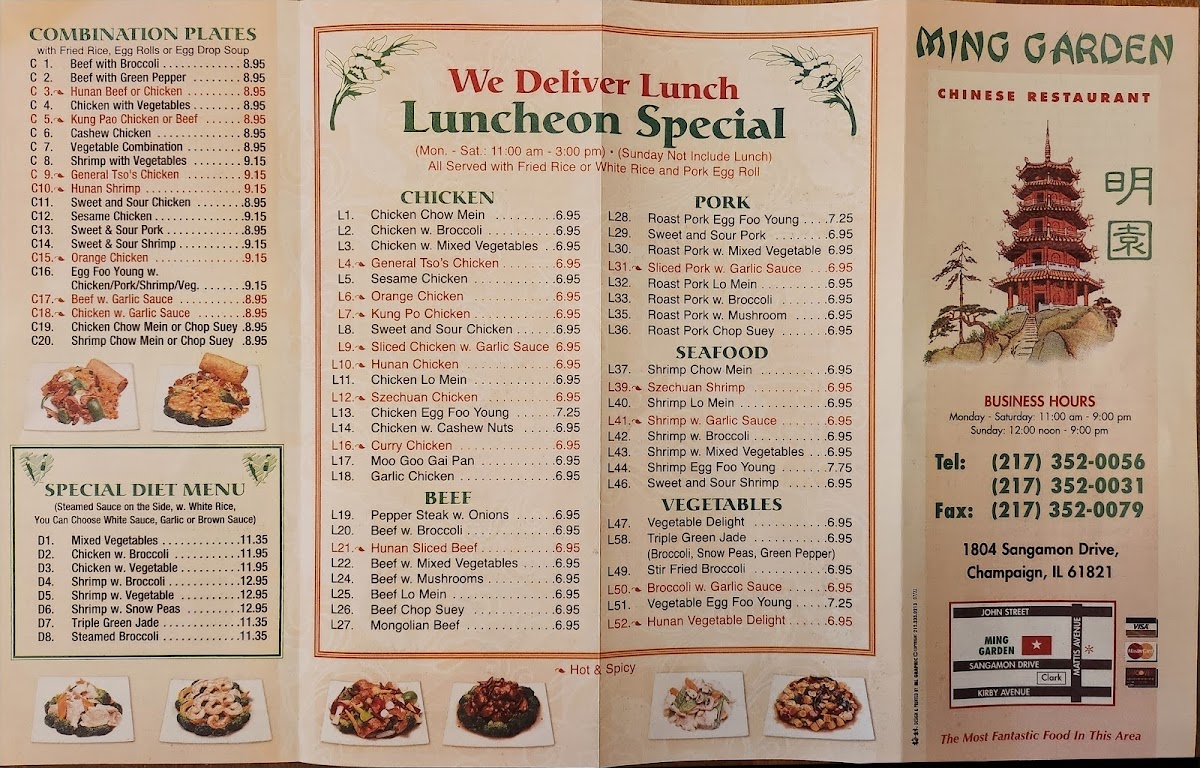 COMBINATION PLATES
with Fried Rice, Egg Rolls or Egg Drop Soup
C 1. Beef with Broccoli 8.95
C 2. Beef with Green Pepper 8.95
C 3. Hunan Beef or Chicken 8.95
C 4. Chicken with Vegetables 8.95
C 5. Kung Pao Chicken or Beef 8.95
C 6. Cashew Chicken 8.95
C 7. Vegetable Combination 8.95
C 8. Shrimp with Vegetables 9.15
C 9. General Tso's Chicken 9.15
C10. Hunan Shrimp 9.15
C11. Sweet and Sour Chicken 8.95
C12. Sesame Chicken 9.15
C13. Sweet & Sour Pork 8.95
C14. Sweet & Sour Shrimp 9.15
C15. Orange Chicken 9.15
C16. Egg Foo Young w.
Chicken/Pork/Shrimp/Veg. 9.15
C17. Beef w. Garlic Sauce 8.95
C18. Chicken w. Garlic Sauce 8.95
C19. Chicken Chow Mein or Chop Suey .8.95
C20. Shrimp Chow Mein or Chop Suey .8.95
SPECIAL DIET MENU
(Steamed Sauce on the Side, w. White Rice,
You Can Choose White Sauce, Garlic or Brown Sauce)
D1. Mixed Vegetables 11.35
D2. Chicken w. Broccoli 11.95
D3. Chicken w. Vegetable 11.95
D4. Shrimp w. Broccoli 12.95
D5. Shrimp w. Vegetable 12.95
D6. Shrimp w. Snow Peas 12.95
D7. Triple Green Jade 11.35
D8. Steamed Broccoli 11.35
We Deliver Lunch
Luncheon Special
(Mon. - Sat.: 11:00 am - 3:00 pm) • (Sunday Not Include Lunch)
All Served with Fried Rice or White Rice and Pork Egg Roll
CHICKEN
L1. Chicken Chow Mein 6.95
L2. Chicken w. Broccoli 6.95
L3. Chicken w. Mixed Vegetables 6.95
L4. General Tso's Chicken 6.95
L5. Sesame Chicken 6.95
L6. Orange Chicken 6.95
L7. Kung Po Chicken 6.95
L8. Sweet and Sour Chicken 6.95
L9. Sliced Chicken w. Garlic Sauce 6.95
L10. Hunan Chicken 6.95
L11. Chicken Lo Mein 6.95
L12. Szechuan Chicken 6.95
L13. Chicken Egg Foo Young 7.25
L14. Chicken w. Cashew Nuts 6.95
L16. Curry Chicken 6.95
L17. Moo Goo Gai Pan 6.95
L18. Garlic Chicken 6.95
BEEF
L19. Pepper Steak w. Onions 6.95
L20. Beef w. Broccoli 6.95
L21. Hunan Sliced Beef 6.95
L22. Beef w. Mixed Vegetables 6.95
L24. Beef w. Mushrooms 6.95
L25. Beef Lo Mein 6.95
L26. Beef Chop Suey 6.95
L27. Mongolian Beef 6.95
PORK
L28. Roast Pork Egg Foo Young 7.25
L29. Sweet and Sour Pork 6.95
L30. Roast Pork w. Mixed Vegetable 6.95
L31. Sliced Pork w. Garlic Sauce 6.95
L32. Roast Pork Lo Mein 6.95
L33. Roast Pork w. Broccoli 6.95
L35. Roast Pork w. Mushroom 6.95
L36. Roast Pork Chop Suey 6.95
SEAFOOD
L37. Shrimp Chow Mein 6.95
L39. Szechuan Shrimp 6.95
L40. Shrimp Lo Mein 6.95
L41. Shrimp w. Garlic Sauce 6.95
L42. Shrimp w. Broccoli 6.95
L43. Shrimp w. Mixed Vegetables 6.95
L44. Shrimp Egg Foo Young 7.75
L46. Sweet and Sour Shrimp 6.95
VEGETABLES
L47. Vegetable Delight 6.95
L58. Triple Green Jade 6.95
(Broccoli, Snow Peas, Green Pepper)
L49. Stir Fried Broccoli 6.95
L50. Broccoli w. Garlic Sauce 6.95
L51. Vegetable Egg Foo Young 7.25
L52. Hunan Vegetable Delight 6.95
Hot & Spicy
MING GARDEN
CHINESE RESTAURANT
明
園
BUSINESS HOURS
Monday - Saturday: 11:00 am - 9:00 pm
Sunday: 12:00 noon - 9:00 pm
Tel: (217) 352-0056
(217) 352-0031
Fax: (217) 352-0079
1804 Sangamon Drive,
Champaign, IL 61821
JOHN STREET
MING
GARDEN
MATTIS AVENUE
SANGAMON DRIVE
Clark
KIRBY AVENUE
VISA
MasterCard
The Most Fantastic Food In This Area